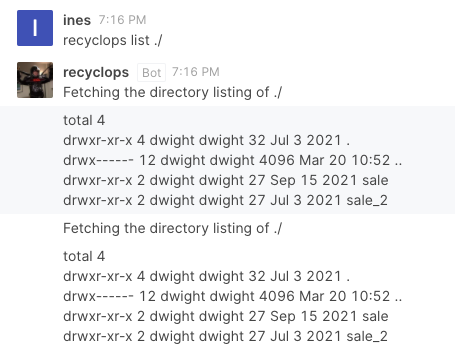 I
ines 7:16 PM
recyclops list ./
recyclops Bot 7:16 PM
Fetching the directory listing of ./
total 4
drwxr-xr-x 4 dwight dwight 32 Jul 3 2021 .
drwx------ 12 dwight dwight 4096 Mar 20 10:52 ..
drwxr-xr-x 2 dwight dwight 27 Sep 15 2021 sale
drwxr-xr-x 2 dwight dwight 27 Jul 3 2021 sale_2
Fetching the directory listing of ./
total 4
drwxr-xr-x 4 dwight dwight 32 Jul 3 2021 .
drwx------ 12 dwight dwight 4096 Mar 20 10:52 ..
drwxr-xr-x 2 dwight dwight 27 Sep 15 2021 sale
drwxr-xr-x 2 dwight dwight 27 Jul 3 2021 sale_2